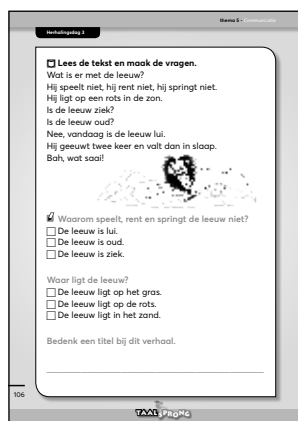 thema 5 - Communicatie
Herhalingsdag 3
Lees de tekst en maak de vragen.
Wat is er met de leeuw?
Hij speelt niet, hij rent niet, hij springt niet.
Hij ligt op een rots in de zon.
Is de leeuw ziek?
Is de leeuw oud?
Nee, vandaag is de leeuw lui.
Hij geeuwt twee keer en valt dan in slaap.
Bah, wat saai!
Waarom speelt, rent en springt de leeuw niet?
De leeuw is lui.
De leeuw is oud.
De leeuw is ziek.
Waar ligt de leeuw?
De leeuw ligt op het gras.
De leeuw ligt op de rots.
De leeuw ligt in het zand.
Bedenk een titel bij dit verhaal.
106
TAALSPRONG